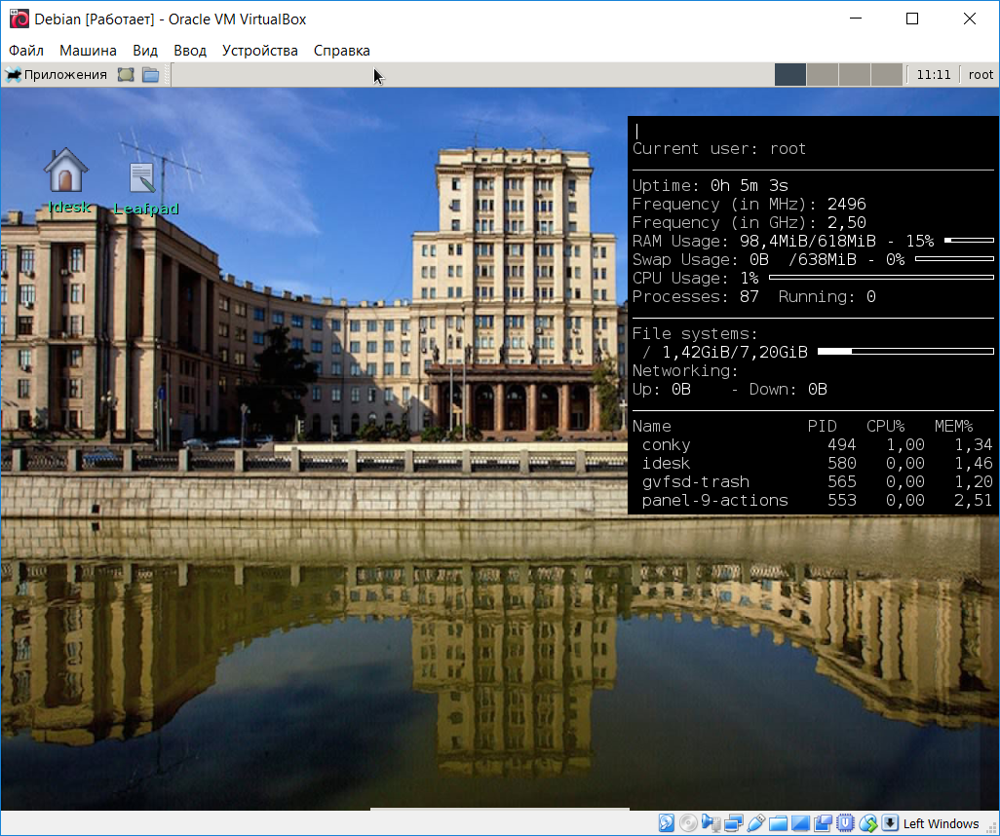 Debian [Работает] - Oracle VM VirtualBox
Файл Машина Вид Ввод Устройства Справка
Приложения 11:11 root
Idesk Leafpad
Current user: root
Uptime: 0h 5m 3s
Frequency (in MHz): 2496
Frequency (in GHz): 2,50
RAM Usage: 98,4MiB/618MiB - 15%
Swap Usage: 0B /638MiB - 0%
CPU Usage: 1%
Processes: 87 Running: 0
File systems:
/ 1,42GiB/7,20GiB
Networking:
Up: 0B - Down: 0B
Name PID CPU% MEM%
conky 494 1,00 1,34
idesk 580 0,00 1,46
gvfsd-trash 565 0,00 1,20
panel-9-actions 553 0,00 2,51
Left Windows